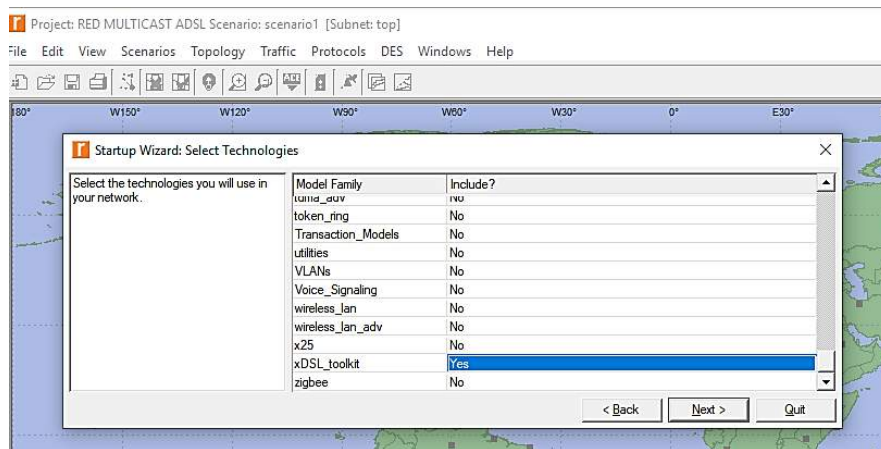 Project: RED MULTICAST ADSL Scenario: scenario1 [Subnet: top]
File Edit View Scenarios Topology Traffic Protocols DES Windows Help
180° W150° W120° W90° W60° W30° 0° E30°
Startup Wizard: Select Technologies
Select the technologies you will use in your network.
Model Family Include?
tdma_adv No
token_ring No
Transaction_Models No
utilities No
VLANs No
Voice_Signaling No
wireless_lan No
wireless_lan_adv No
x25 No
xDSL_toolkit Yes
zigbee No
< Back Next > Quit